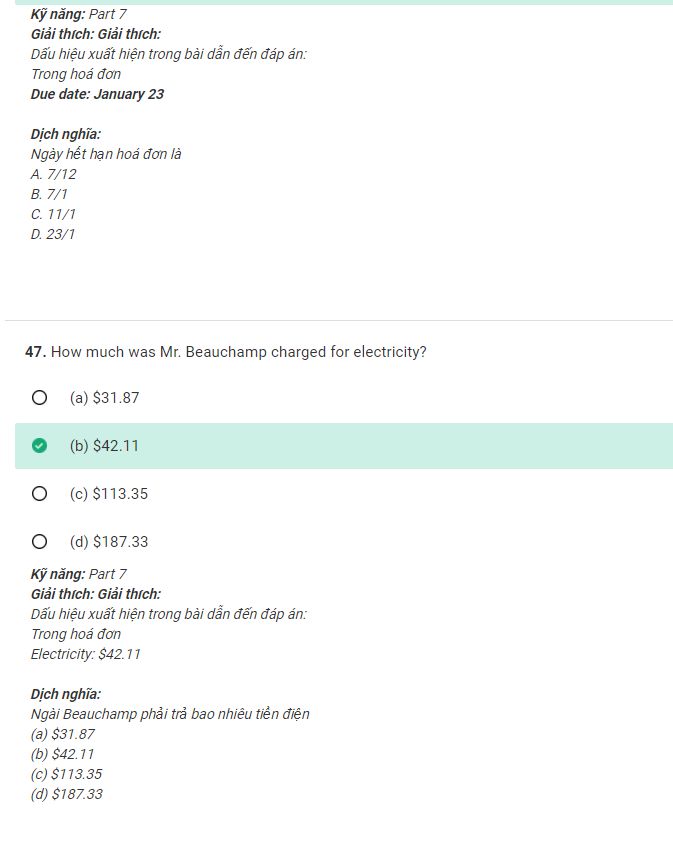 Kỹ năng: Part 7
Giải thích: Giải thích:
Dấu hiệu xuất hiện trong bài dẫn đến đáp án:
Trong hoá đơn
Due date: January 23
Dịch nghĩa:
Ngày hết hạn hoá đơn là
A. 7/12
B. 7/1
C. 11/1
D. 23/1
47. How much was Mr. Beauchamp charged for electricity?
(a) $31.87
(b) $42.11
(c) $113.35
(d) $187.33
Kỹ năng: Part 7
Giải thích: Giải thích:
Dấu hiệu xuất hiện trong bài dẫn đến đáp án:
Trong hoá đơn
Electricity: $42.11
Dịch nghĩa:
Ngài Beauchamp phải trả bao nhiêu tiền điện
(a) $31.87
(b) $42.11
(c) $113.35
(d) $187.33